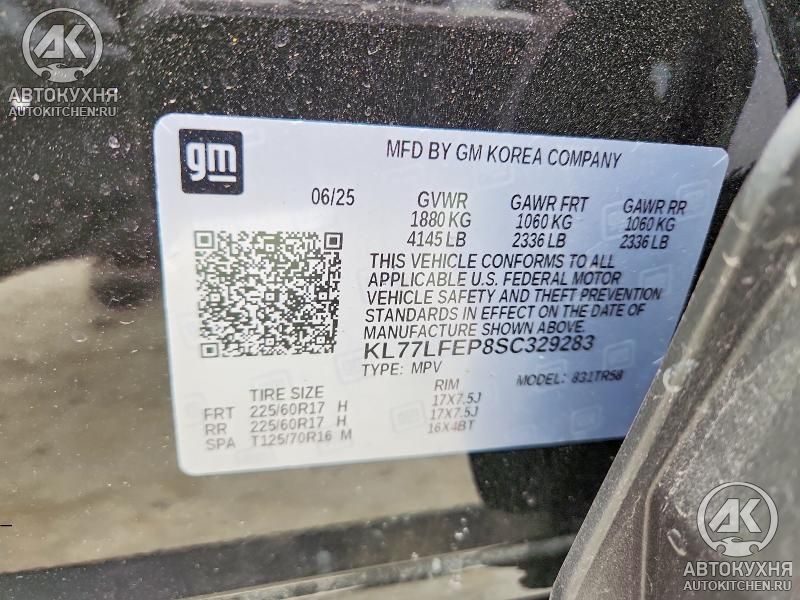 AK
АВТОКУХНЯ
AUTOKITCHEN.RU
gm
MFD BY GM KOREA COMPANY
06/25
GVWR GAWR FRT GAWR RR
1880 KG 1060 KG 1060 KG
4145 LB 2336 LB 2336 LB
THIS VEHICLE CONFORMS TO ALL
APPLICABLE U.S. FEDERAL MOTOR
VEHICLE SAFETY AND THEFT PREVENTION
STANDARDS IN EFFECT ON THE DATE OF
MANUFACTURE SHOWN ABOVE.
KL77LFEP8SC329283
TYPE: MPV MODEL: 831TR58
TIRE SIZE RIM
FRT 225/60R17 H 17X7.5J
RR 225/60R17 H 17X7.5J
SPA T125/70R16 M 16X4BT
AK
АВТОКУХНЯ
AUTOKITCHEN.RU